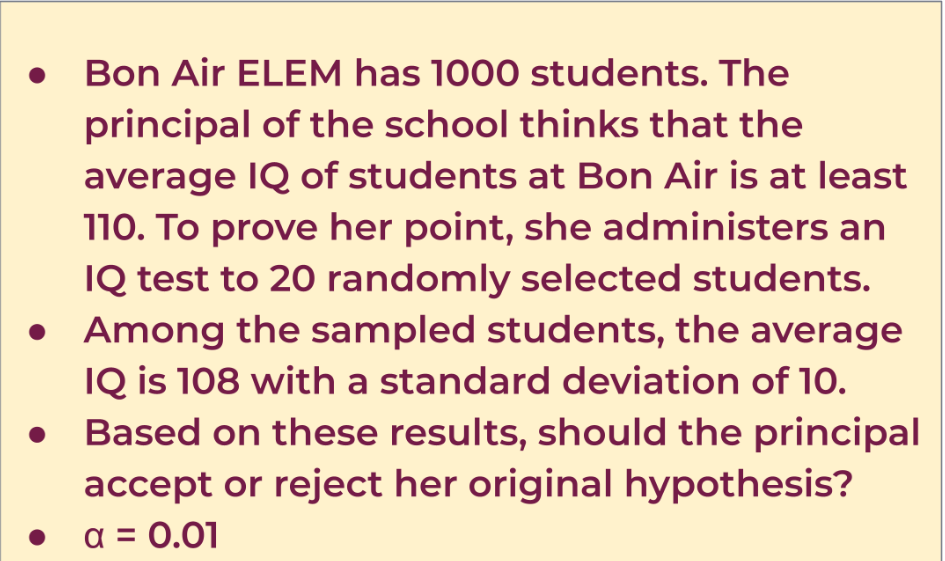 ● Bon Air ELEM has 1000 students. The
principal of the school thinks that the
average IQ of students at Bon Air is at least
110. To prove her point, she administers an
IQ test to 20 randomly selected students.
● Among the sampled students, the average
IQ is 108 with a standard deviation of 10.
● Based on these results, should the principal
accept or reject her original hypothesis?
● α = 0.01